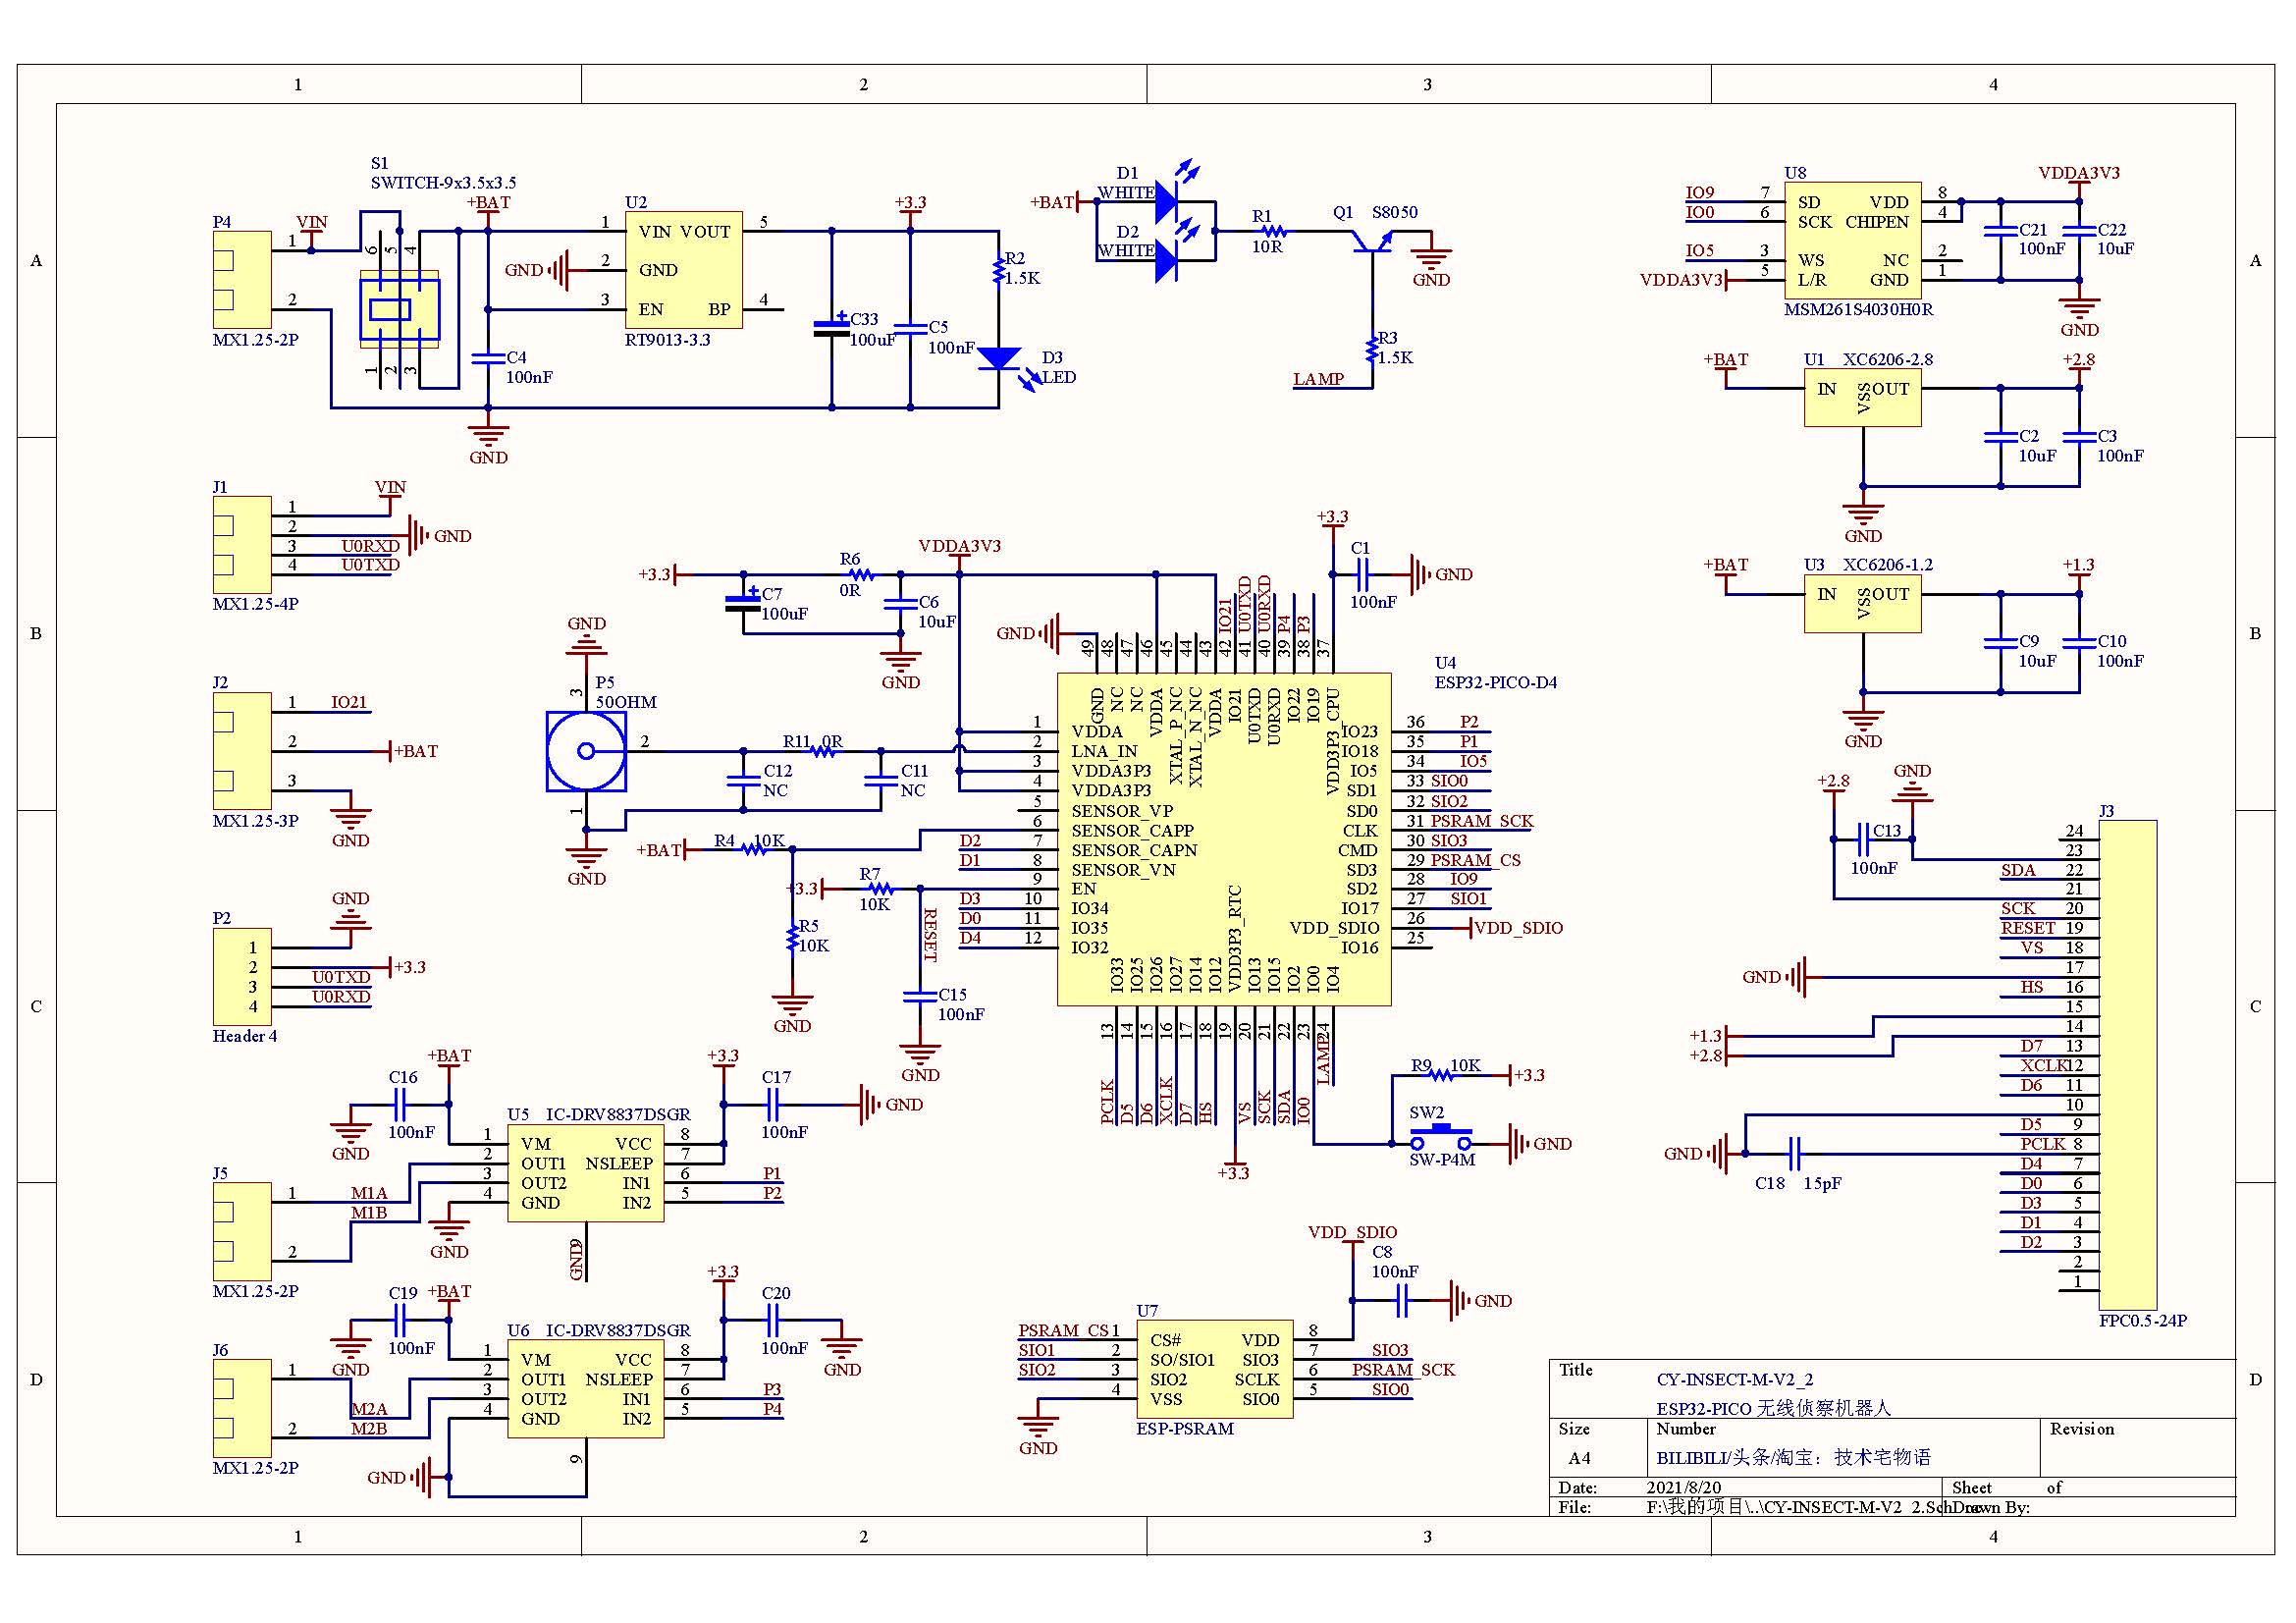 1 2 3 4
A
S1
SWITCH-9x3.5x3.5
P4
VIN
1
2
MX1.25-2P
6 5 4
1 2 3
+BAT
C4
100nF
GND
U2
1 VIN VOUT 5
GND 2 GND
3 EN BP 4
RT9013-3.3
+3.3
C33
100uF
C5
100nF
R2
1.5K
D3
LED
+BAT
D1
WHITE
D2
WHITE
R1
10R
Q1 S8050
GND
R3
1.5K
LAMP
U8
IO9 7 SD VDD 8
IO0 6 SCK CHIPEN 4
IO5 3 WS NC 2
VDDA3V3 5 L/R GND 1
MSM261S4030H0R
VDDA3V3
C21
100nF
C22
10uF
GND
+BAT
U1 XC6206-2.8
IN VSS OUT
+2.8
C2
10uF
C3
100nF
GND
A
B
J1
VIN
1
2 GND
3 U0RXD
4 U0TXD
MX1.25-4P
J2
1 IO21
2 +BAT
3
GND
MX1.25-3P
+3.3
C7
100uF
R6
0R
C6
10uF
GND
VDDA3V3
GND
P5
50OHM
3
2
1
GND
R11 0R
C12
NC
C11
NC
+3.3
C1
100nF
GND
GND
49 48 47 46 45 44 43 42 41 40 39 38 37
IO21 U0TXD U0RXD P4 P3
U4
ESP32-PICO-D4
GND NC NC VDDA XTAL_P_NC XTAL_N_NC VDDA IO21 U0TXD U0RXD IO22 IO19 VDD3P3_CPU
1 VDDA
2 LNA_IN
3 VDDA3P3
4 VDDA3P3
5 SENSOR_VP
6 SENSOR_CAPP
D2 7 SENSOR_CAPN
D1 8 SENSOR_VN
9 EN
D3 10 IO34
D0 11 IO35
D4 12 IO32
IO23 36 P2
IO18 35 P1
IO5 34 IO5
SD1 33 SIO0
SD0 32 SIO2
CLK 31 PSRAM_SCK
CMD 30 SIO3
SD3 29 PSRAM_CS
SD2 28 IO9
IO17 27 SIO1
VDD_SDIO 26 VDD_SDIO
IO16 25
IO33 IO25 IO26 IO27 IO14 IO12 VDD3P3_RTC IO13 IO15 IO2 IO0 IO4
13 14 15 16 17 18 19 20 21 22 23 24
PCLK D5 D6 XCLK D7 HS VS SCK SDA IO0 LAMP
+3.3
+BAT
R4 10K
R5
10K
GND
+3.3
R7
10K
RESET
C15
100nF
GND
R9 10K
+3.3
SW2
SW-P4M
GND
+BAT
U3 XC6206-1.2
IN VSS OUT
+1.3
C9
10uF
C10
100nF
GND
B
C
P2
GND
1
2 +3.3
3 U0TXD
4 U0RXD
Header 4
+2.8
GND
C13
100nF
J3
24
23
SDA 22
21
SCK 20
RESET 19
VS 18
GND 17
HS 16
15
14
+1.3
+2.8
D7 13
XCLK 12
D6 11
10
D5 9
PCLK 8
D4 7
D0 6
D3 5
D1 4
D2 3
2
1
GND
C18 15pF
FPC0.5-24P
C
+BAT
C16
100nF
GND
U5 IC-DRV8837DSGR
1 VM VCC 8
2 OUT1 NSLEEP 7
3 OUT2 IN1 6 P1
4 GND IN2 5 P2
GND
GND 9
+3.3
C17
100nF
GND
J5
1 M1A
M1B
2
MX1.25-2P
D
C19
100nF
+BAT
GND
U6 IC-DRV8837DSGR
1 VM VCC 8
2 OUT1 NSLEEP 7
3 OUT2 IN1 6 P3
4 GND IN2 5 P4
9
GND
+3.3
C20
100nF
GND
J6
1
M2A
2 M2B
MX1.25-2P
VDD_SDIO
C8
100nF
GND
U7
PSRAM_CS 1 CS# VDD 8
SIO1 2 SO/SIO1 SIO3 7 SIO3
SIO2 3 SIO2 SCLK 6 PSRAM_SCK
4 VSS SIO0 5 SIO0
GND
ESP-PSRAM
D
Title
CY-INSECT-M-V2_2
ESP32-PICO 无线侦察机器人
Size Number Revision
A4 BILIBILI/头条/淘宝：技术宅物语
Date: 2021/8/20 Sheet of
File: F:\我的项目\..\CY-INSECT-M-V2_2.SchDoc Drawn By:
1 2 3 4